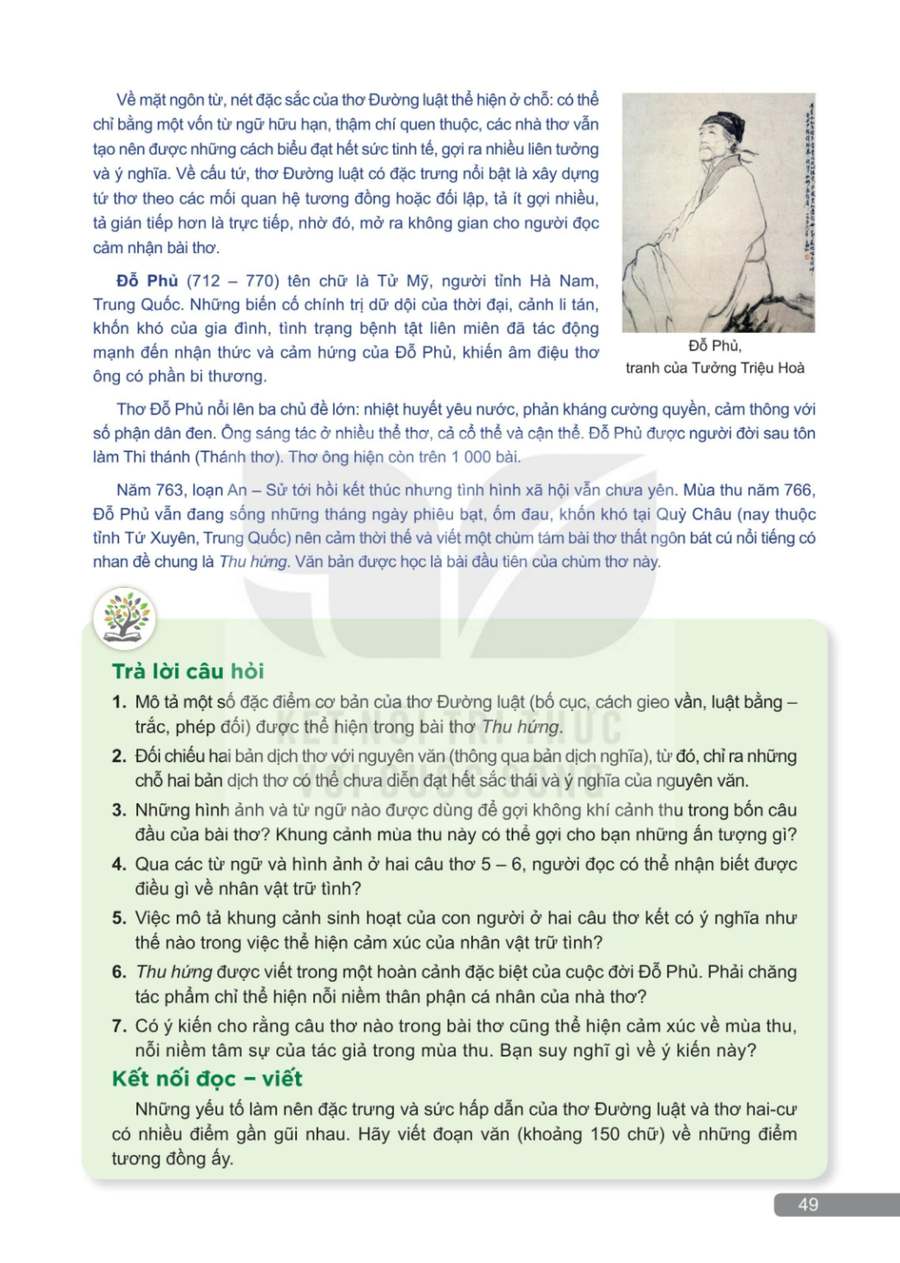 Về mặt ngôn từ, nét đặc sắc của thơ Đường luật thể hiện ở chỗ: có thể
chỉ bằng một vốn từ ngữ hữu hạn, thậm chí quen thuộc, các nhà thơ vẫn
tạo nên được những cách biểu đạt hết sức tinh tế, gợi ra nhiều liên tưởng
và ý nghĩa. Về cấu tứ, thơ Đường luật có đặc trưng nổi bật là xây dựng
tứ thơ theo các mối quan hệ tương đồng hoặc đối lập, tả ít gợi nhiều,
tả gián tiếp hơn là trực tiếp, nhờ đó, mở ra không gian cho người đọc
cảm nhận bài thơ.
Đỗ Phủ (712 – 770) tên chữ là Tử Mỹ, người tỉnh Hà Nam,
Trung Quốc. Những biến cố chính trị dữ dội của thời đại, cảnh li tán,
khốn khó của gia đình, tình trạng bệnh tật liên miên đã tác động
mạnh đến nhận thức và cảm hứng của Đỗ Phủ, khiến âm điệu thơ
ông có phần bi thương.
Đỗ Phủ,
tranh của Tưởng Triệu Hoà
Thơ Đỗ Phủ nổi lên ba chủ đề lớn: nhiệt huyết yêu nước, phản kháng cường quyền, cảm thông với
số phận dân đen. Ông sáng tác ở nhiều thể thơ, cả cổ thể và cận thể. Đỗ Phủ được người đời sau tôn
làm Thi thánh (Thánh thơ). Thơ ông hiện còn trên 1 000 bài.
Năm 763, loạn An – Sử tới hồi kết thúc nhưng tình hình xã hội vẫn chưa yên. Mùa thu năm 766,
Đỗ Phủ vẫn đang sống những tháng ngày phiêu bạt, ốm đau, khốn khó tại Quỳ Châu (nay thuộc
tỉnh Tứ Xuyên, Trung Quốc) nên cảm thời thế và viết một chùm tám bài thơ thất ngôn bát cú nổi tiếng có
nhan đề chung là Thu hứng. Văn bản được học là bài đầu tiên của chùm thơ này.
Trả lời câu hỏi
1. Mô tả một số đặc điểm cơ bản của thơ Đường luật (bố cục, cách gieo vần, luật bằng –
trắc, phép đối) được thể hiện trong bài thơ Thu hứng.
2. Đối chiếu hai bản dịch thơ với nguyên văn (thông qua bản dịch nghĩa), từ đó, chỉ ra những
chỗ hai bản dịch thơ có thể chưa diễn đạt hết sắc thái và ý nghĩa của nguyên văn.
KẾT NỐI TRI THỨC
VỚI CUỘC SỐNG
3. Những hình ảnh và từ ngữ nào được dùng để gợi không khí cảnh thu trong bốn câu
đầu của bài thơ? Khung cảnh mùa thu này có thể gợi cho bạn những ấn tượng gì?
4. Qua các từ ngữ và hình ảnh ở hai câu thơ 5 – 6, người đọc có thể nhận biết được
điều gì về nhân vật trữ tình?
5. Việc mô tả khung cảnh sinh hoạt của con người ở hai câu thơ kết có ý nghĩa như
thế nào trong việc thể hiện cảm xúc của nhân vật trữ tình?
6. Thu hứng được viết trong một hoàn cảnh đặc biệt của cuộc đời Đỗ Phủ. Phải chăng
tác phẩm chỉ thể hiện nỗi niềm thân phận cá nhân của nhà thơ?
7. Có ý kiến cho rằng câu thơ nào trong bài thơ cũng thể hiện cảm xúc về mùa thu,
nỗi niềm tâm sự của tác giả trong mùa thu. Bạn suy nghĩ gì về ý kiến này?
Kết nối đọc – viết
Những yếu tố làm nên đặc trưng và sức hấp dẫn của thơ Đường luật và thơ hai-cư
có nhiều điểm gần gũi nhau. Hãy viết đoạn văn (khoảng 150 chữ) về những điểm
tương đồng ấy.
49